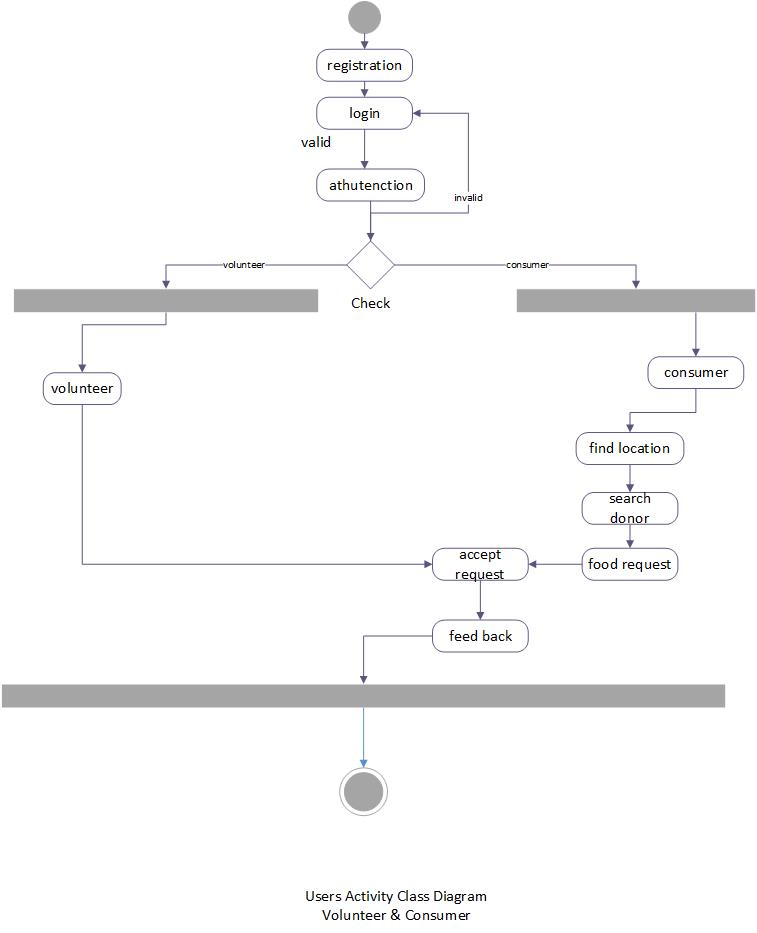 registration
login
valid
athutenction
invalid
volunteer
consumer
Check
volunteer
consumer
find location
search
donor
accept
request
food request
feed back
Users Activity Class Diagram
Volunteer & Consumer